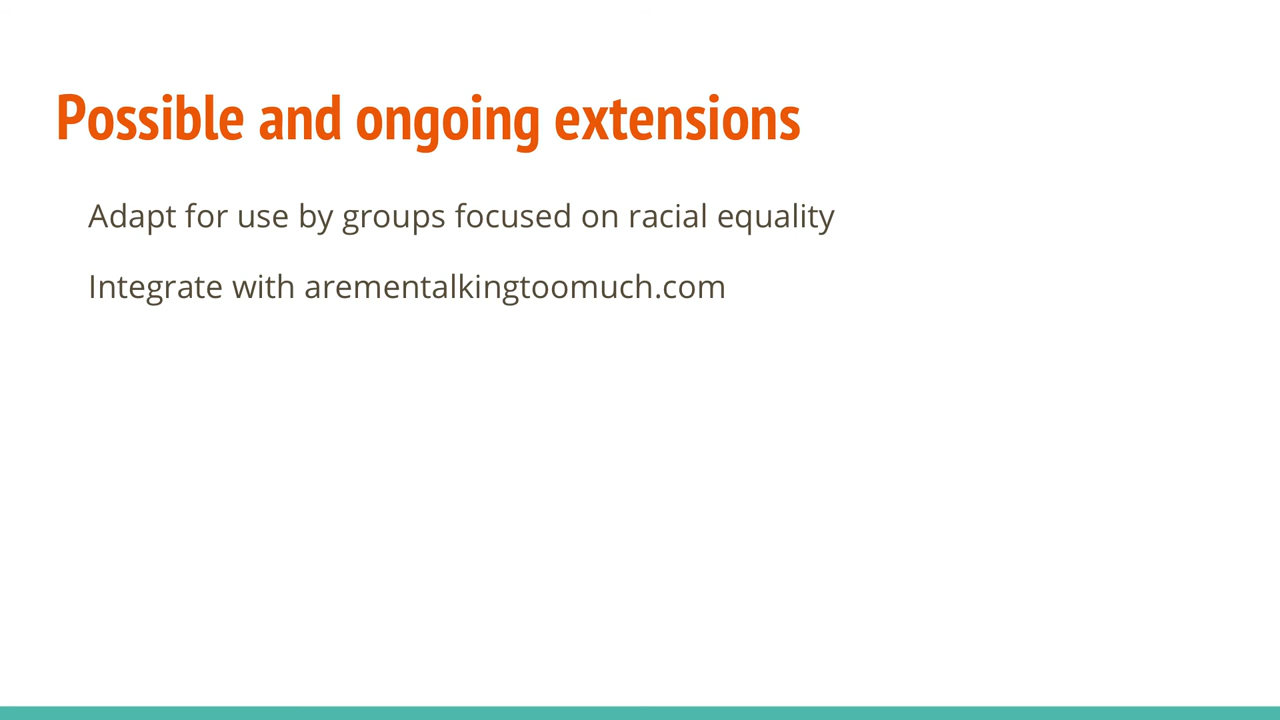 Possible and ongoing extensions
Adapt for use by groups focused on racial equality
Integrate with arementalkingtoomuch.com